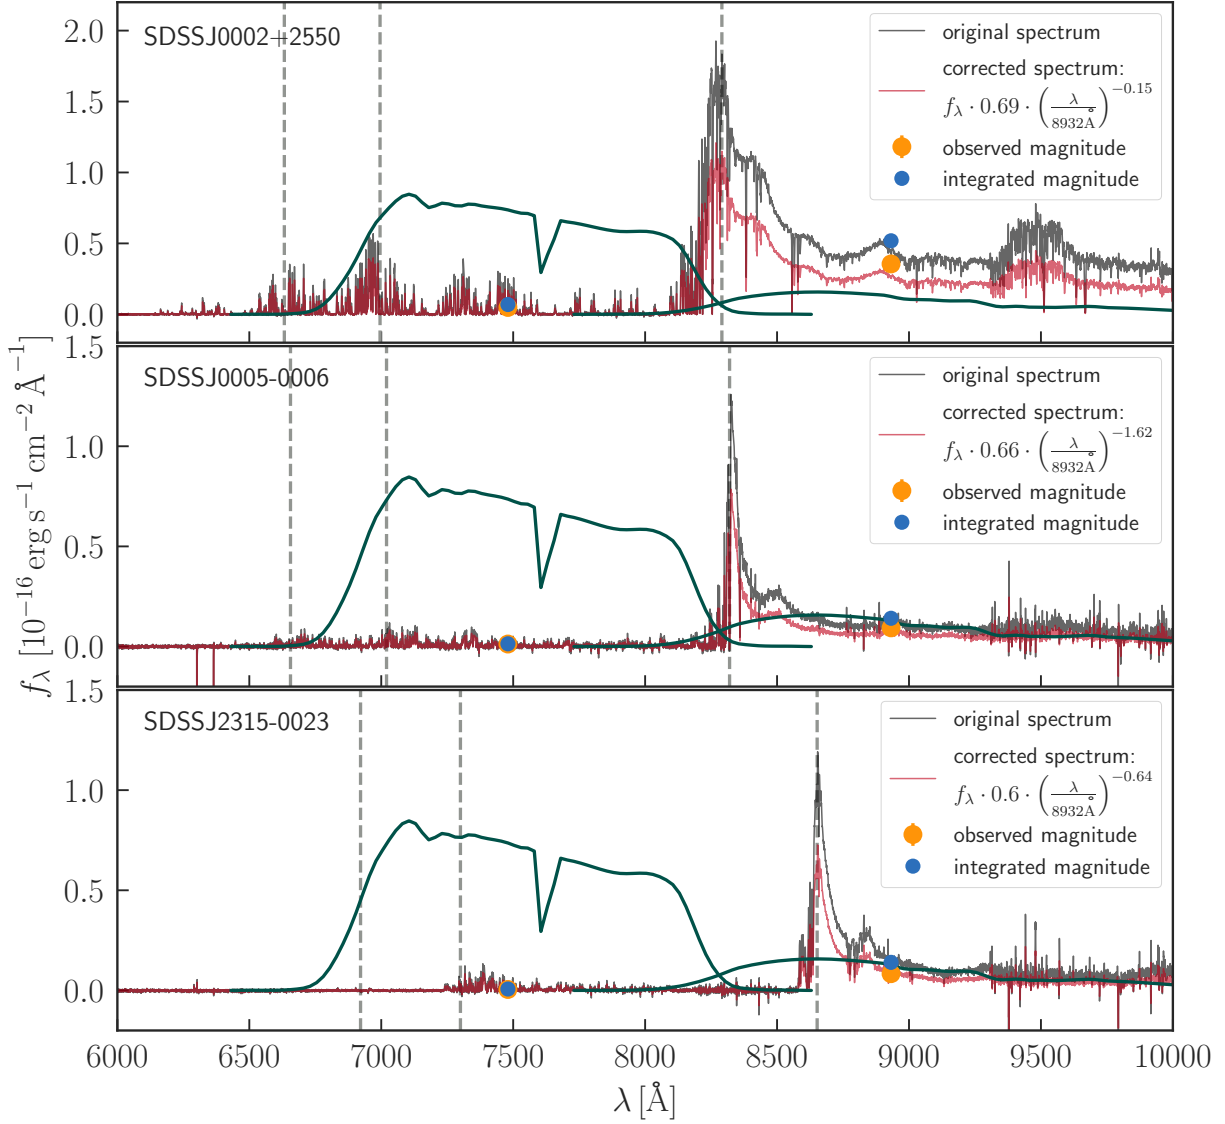 SDSSJ0002+2550
original spectrum
corrected spectrum:
f_λ · 0.69 · (λ/8932Å)^−0.15
observed magnitude
integrated magnitude
2.0
1.5
1.0
0.5
0.0
SDSSJ0005-0006
original spectrum
corrected spectrum:
f_λ · 0.66 · (λ/8932Å)^−1.62
observed magnitude
integrated magnitude
1.5
1.0
0.5
0.0
f_λ [10^−16 erg s^−1 cm^−2 Å^−1]
SDSSJ2315-0023
original spectrum
corrected spectrum:
f_λ · 0.6 · (λ/8932Å)^−0.64
observed magnitude
integrated magnitude
1.5
1.0
0.5
0.0
6000 6500 7000 7500 8000 8500 9000 9500 10000
λ [Å]